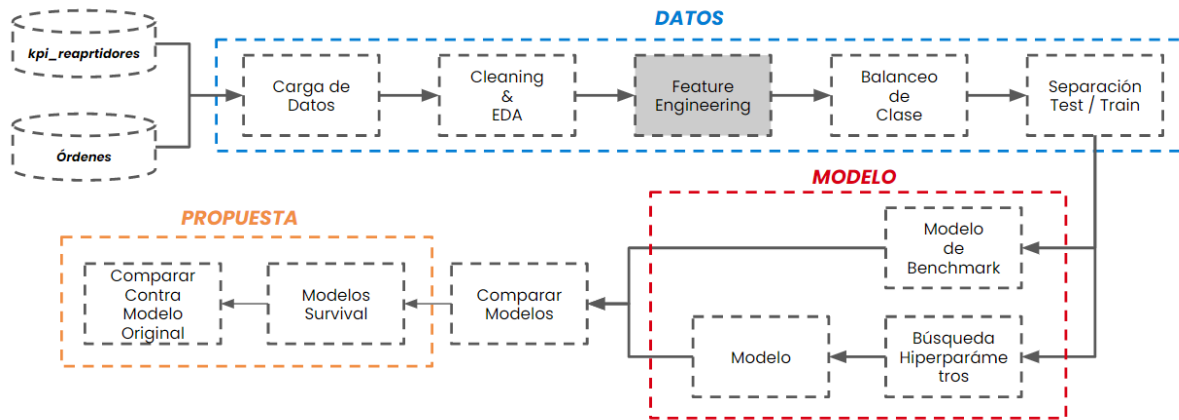 DATOS
kpi_reaprtidores
Órdenes
Carga de
Datos
Cleaning
&
EDA
Feature
Engineering
Balanceo
de
Clase
Separación
Test / Train
MODELO
Modelo
de
Benchmark
Búsqueda
Hiperparáme
tros
Modelo
Comparar
Modelos
PROPUESTA
Modelos
Survival
Comparar
Contra
Modelo
Original